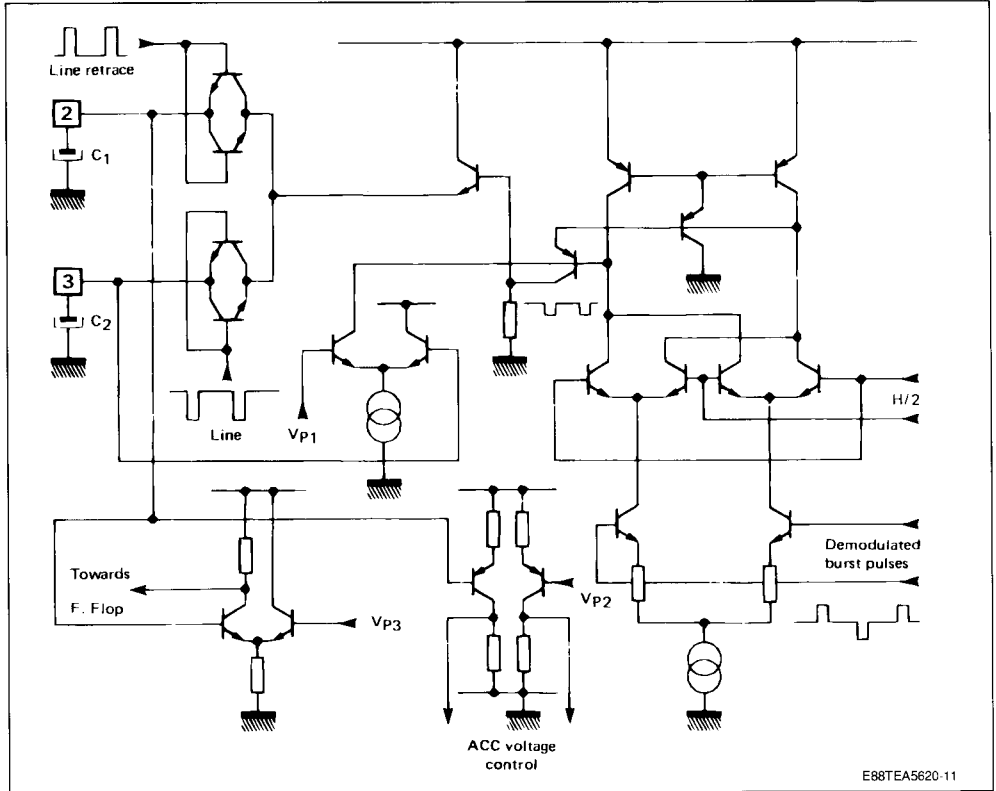 Line retrace
2
C1
3
C2
Line
VP1
H/2
Towards
F. Flop
VP3
VP2
Demodulated
burst pulses
ACC voltage
control
E88TEA5620-11